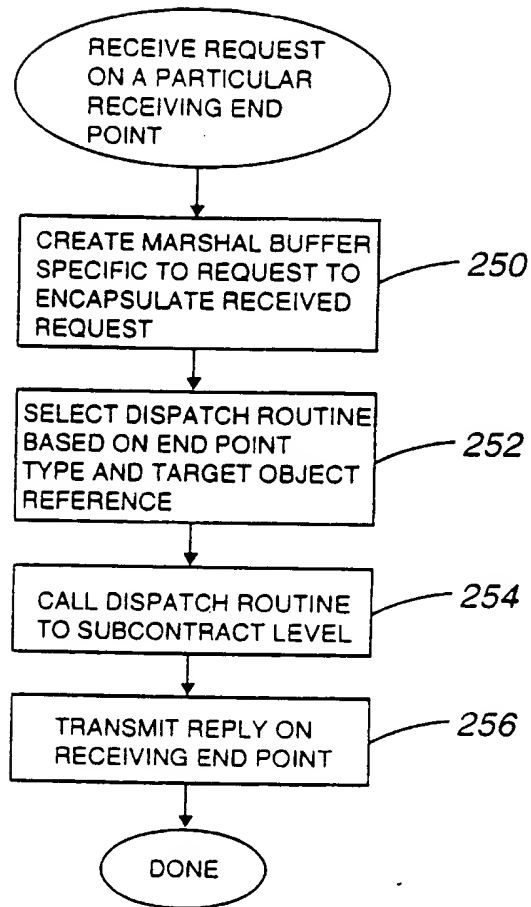 RECEIVE REQUEST
ON A PARTICULAR
RECEIVING END
POINT
CREATE MARSHAL BUFFER
SPECIFIC TO REQUEST TO
ENCAPSULATE RECEIVED
REQUEST
250
SELECT DISPATCH ROUTINE
BASED ON END POINT
TYPE AND TARGET OBJECT
REFERENCE
252
CALL DISPATCH ROUTINE
TO SUBCONTRACT LEVEL
254
TRANSMIT REPLY ON
RECEIVING END POINT
256
DONE